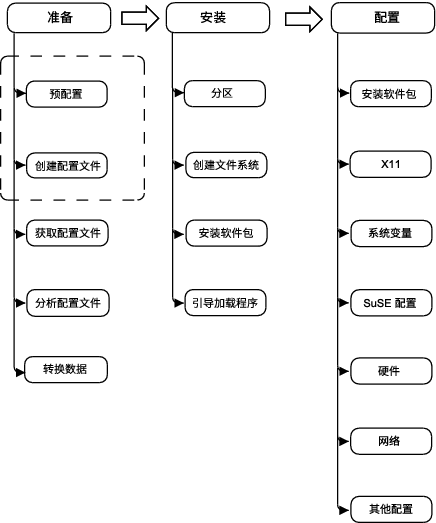 准备
安装
配置
预配置
创建配置文件
获取配置文件
分析配置文件
转换数据
分区
创建文件系统
安装软件包
引导加载程序
安装软件包
X11
系统变量
SuSE 配置
硬件
网络
其他配置